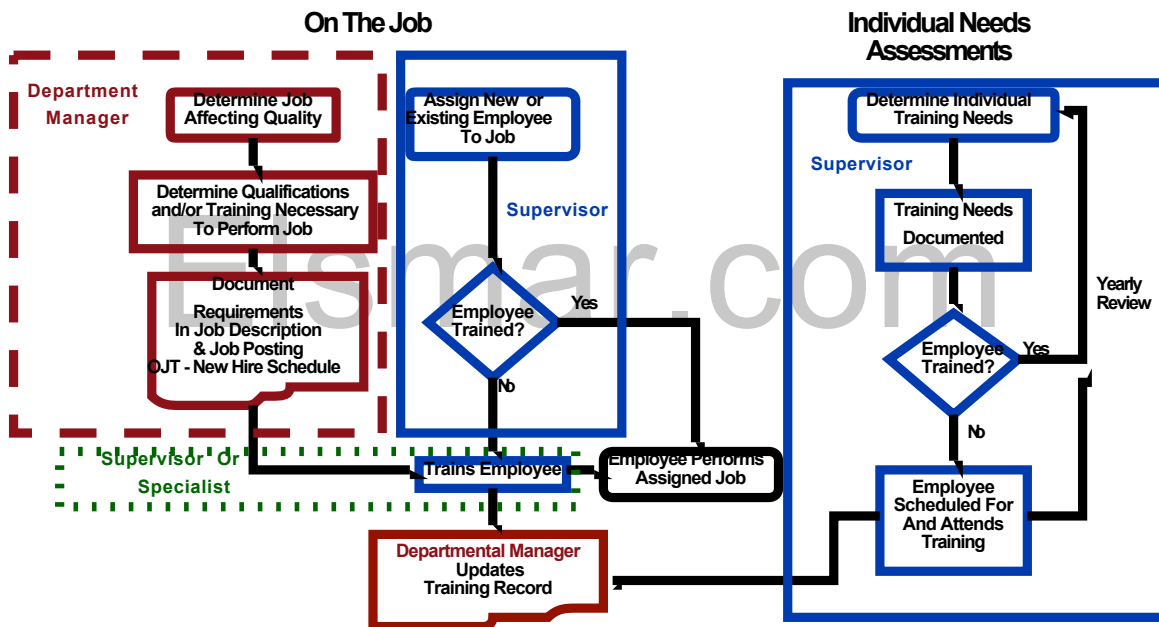 On The Job
Individual Needs
Assessments
Department
Manager
Determine Job
Affecting Quality
Determine Qualifications
and/or Training Necessary
To Perform Job
Document
Requirements
In Job Description
& Job Posting
OJT - New Hire Schedule
Assign New or
Existing Employee
To Job
Supervisor
Employee
Trained?
Yes
No
Supervisor Or
Specialist
Trains Employee
Employee Performs
Assigned Job
Departmental Manager
Updates
Training Record
Determine Individual
Training Needs
Supervisor
Training Needs
Documented
Employee
Trained?
Yes
No
Yearly
Review
Employee
Scheduled For
And Attends
Training
Elsmar.com